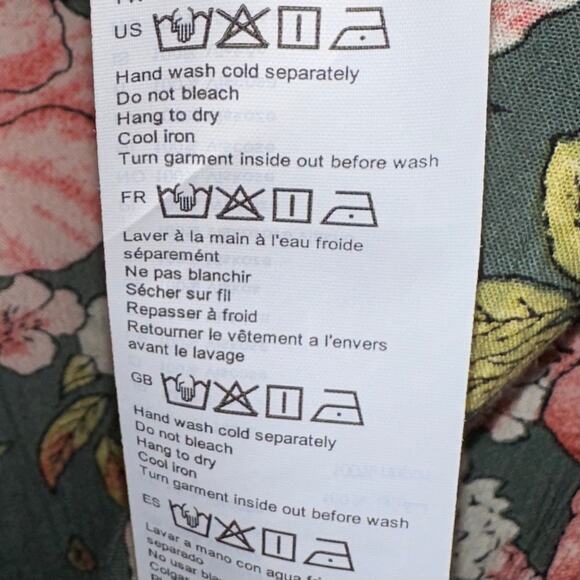 US
Hand wash cold separately
Do not bleach
Hang to dry
Cool iron
Turn garment inside out before wash
FR
Laver à la main à l'eau froide
séparemént
Ne pas blanchir
Sécher sur fil
Repasser à froid
Retourner le vêtement a l'envers
avant le lavage
GB
Hand wash cold separately
Do not bleach
Hang to dry
Cool Iron
Turn garment inside out before wash
ES
Lavar a mano con agua
separado
No usar